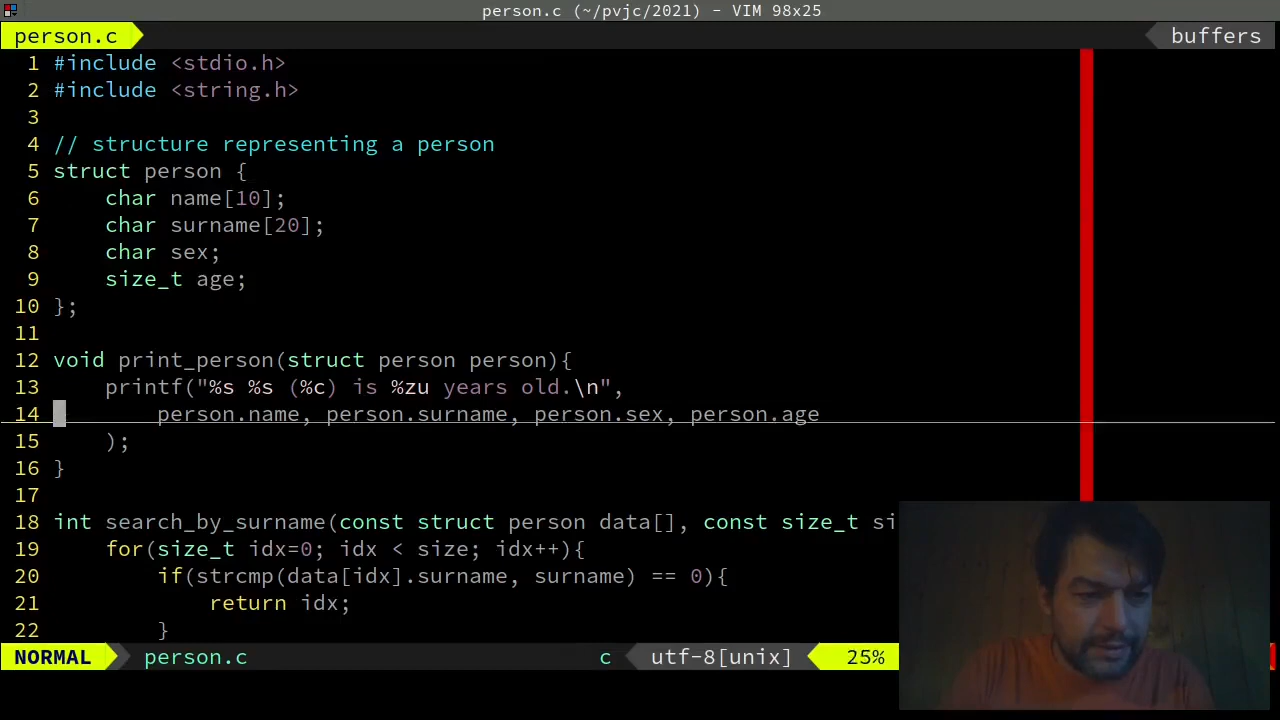 person.c (~/pvjc/2021) - VIM 98x25
person.c buffers
1 #include <stdio.h>
2 #include <string.h>
3
4 // structure representing a person
5 struct person {
6     char name[10];
7     char surname[20];
8     char sex;
9     size_t age;
10 };
11
12 void print_person(struct person person){
13     printf("%s %s (%c) is %zu years old.\n",
14         person.name, person.surname, person.sex, person.age
15     );
16 }
17
18 int search_by_surname(const struct person data[], const size_t si
19     for(size_t idx=0; idx < size; idx++){
20         if(strcmp(data[idx].surname, surname) == 0){
21             return idx;
22         }
NORMAL person.c c utf-8[unix] 25%